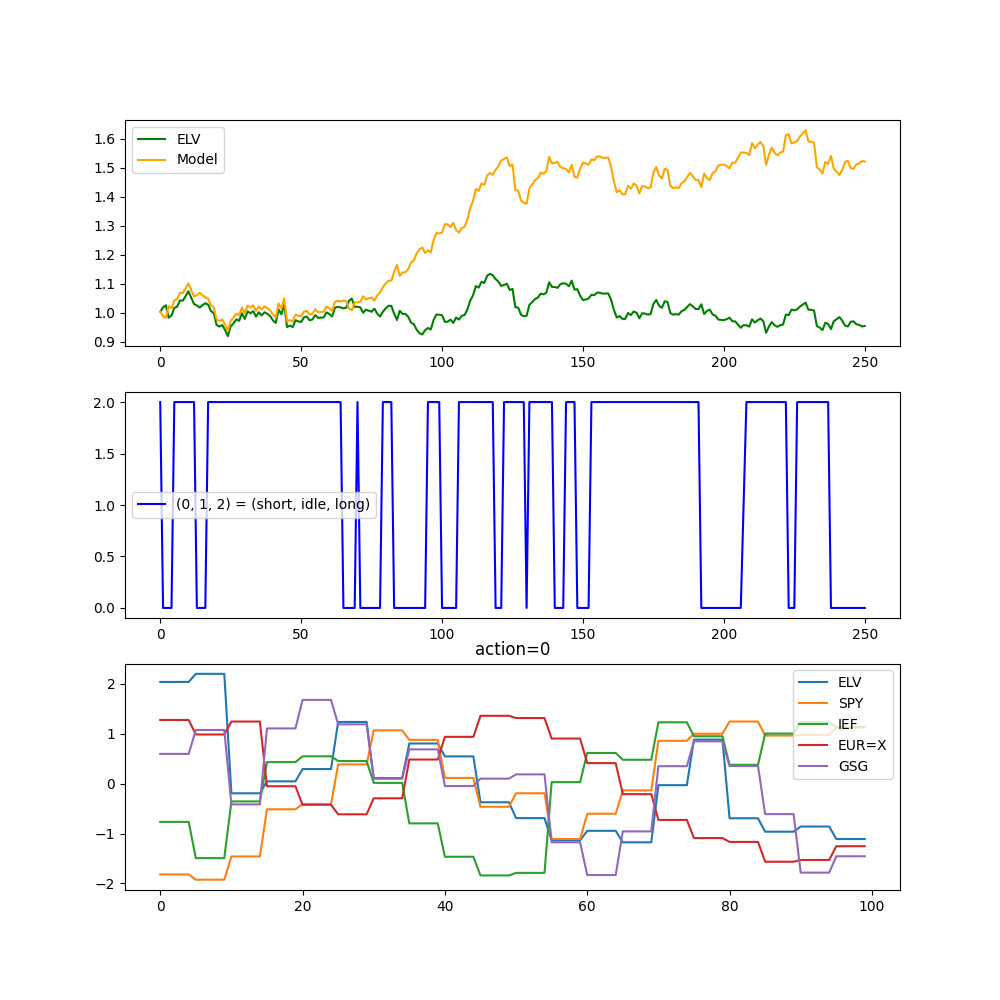 1.6
1.5
1.4
1.3
1.2
1.1
1.0
0.9
ELV
Model
0 50 100 150 200 250
2.0
1.5
1.0
0.5
0.0
(0, 1, 2) = (short, idle, long)
0 50 100 150 200 250
action=0
2
1
0
−1
−2
ELV
SPY
IEF
EUR=X
GSG
0 20 40 60 80 100